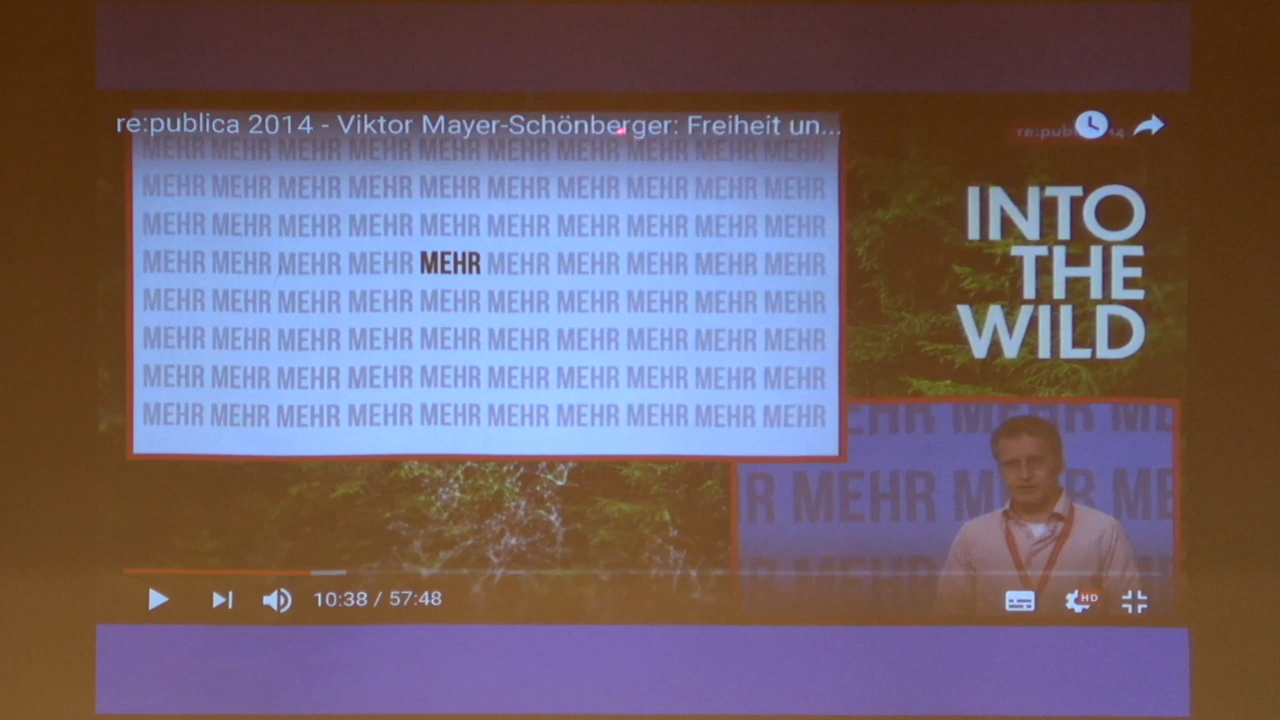 re:publica 2014 - Viktor Mayer-Schönberger: Freiheit un...
MEHR MEHR MEHR MEHR MEHR MEHR MEHR MEHR MEHR MEHR
MEHR MEHR MEHR MEHR MEHR MEHR MEHR MEHR MEHR MEHR
MEHR MEHR MEHR MEHR MEHR MEHR MEHR MEHR MEHR MEHR
MEHR MEHR MEHR MEHR MEHR MEHR MEHR MEHR MEHR MEHR
MEHR MEHR MEHR MEHR MEHR MEHR MEHR MEHR MEHR MEHR
MEHR MEHR MEHR MEHR MEHR MEHR MEHR MEHR MEHR MEHR
MEHR MEHR MEHR MEHR MEHR MEHR MEHR MEHR MEHR MEHR
MEHR MEHR MEHR MEHR MEHR MEHR MEHR MEHR MEHR MEHR
INTO
THE
WILD
EHR MEHR ME
R MEHR M R ME
10:38 / 57:48
HD